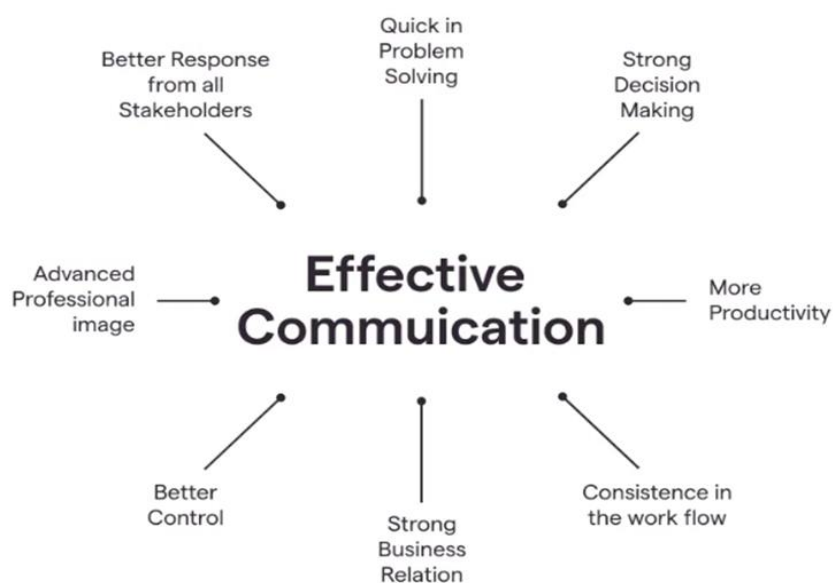 Quick in
Problem
Solving
Better Response
from all
Stakeholders
Strong
Decision
Making
Effective
Commuication
Advanced
Professional
image
More
Productivity
Better
Control
Strong
Business
Relation
Consistence in
the work flow